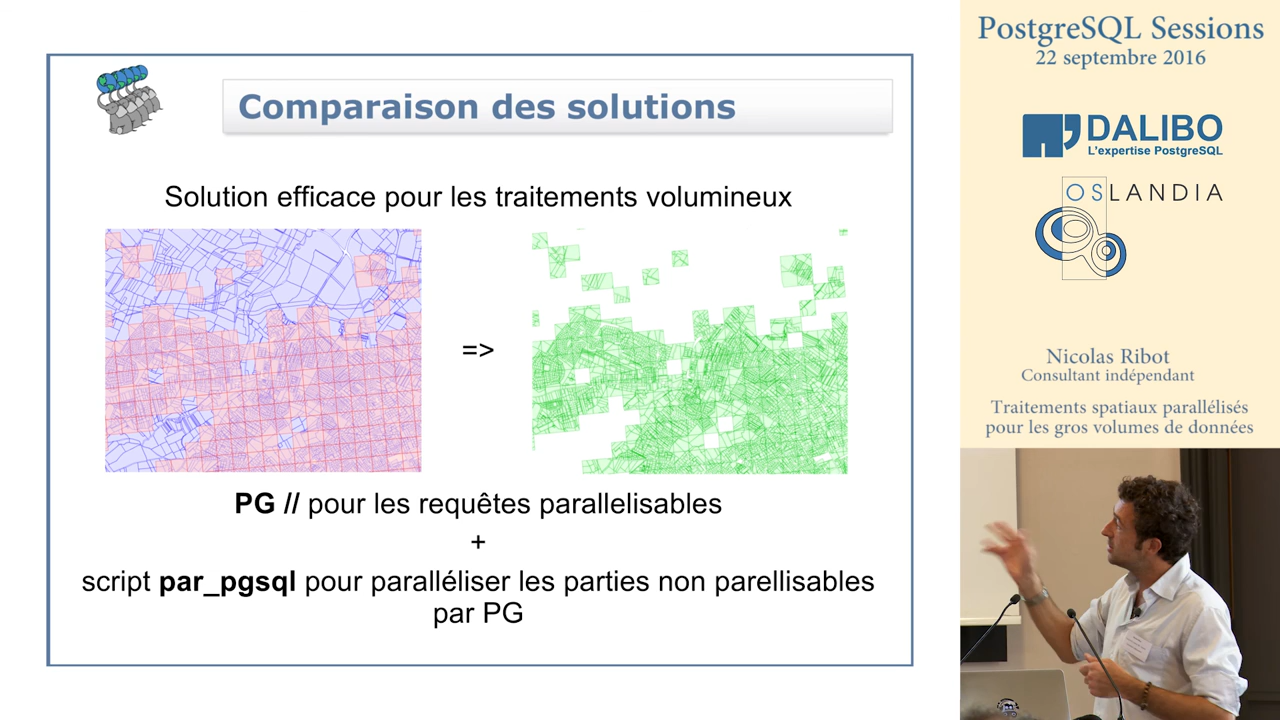 Comparaison des solutions
Solution efficace pour les traitements volumineux
=>
PG // pour les requêtes parallelisables
+
script par_pgsql pour paralléliser les parties non parellisables
par PG
PostgreSQL Sessions
22 septembre 2016
DALIBO
L'expertise PostgreSQL
OSLANDIA
Nicolas Ribot
Consultant indépendant
Traitements spatiaux parallélisés
pour les gros volumes de données